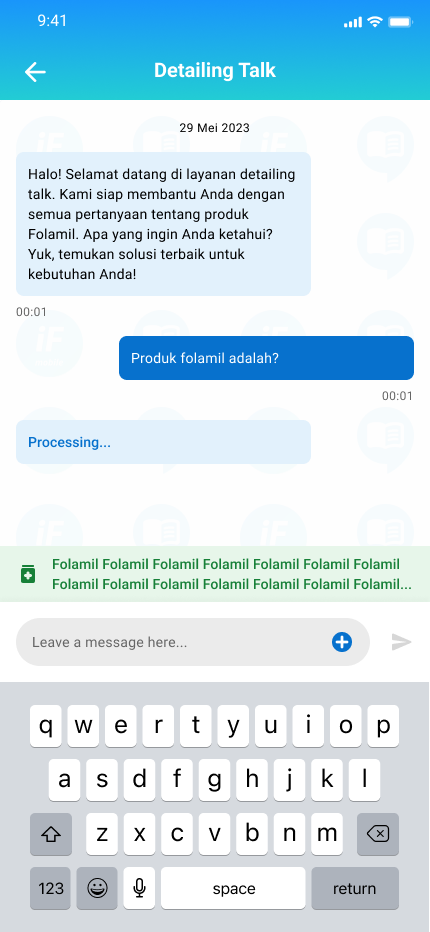 9:41
Detailing Talk
29 Mei 2023
Halo! Selamat datang di layanan detailing
talk. Kami siap membantu Anda dengan
semua pertanyaan tentang produk
Folamil. Apa yang ingin Anda ketahui?
Yuk, temukan solusi terbaik untuk
kebutuhan Anda!
00:01
Produk folamil adalah?
00:01
Processing...
Folamil Folamil Folamil Folamil Folamil Folamil Folamil
Folamil Folamil Folamil Folamil Folamil Folamil Folamil...
Leave a message here...
q w e r t y u i o p
a s d f g h j k l
z x c v b n m
123 space return